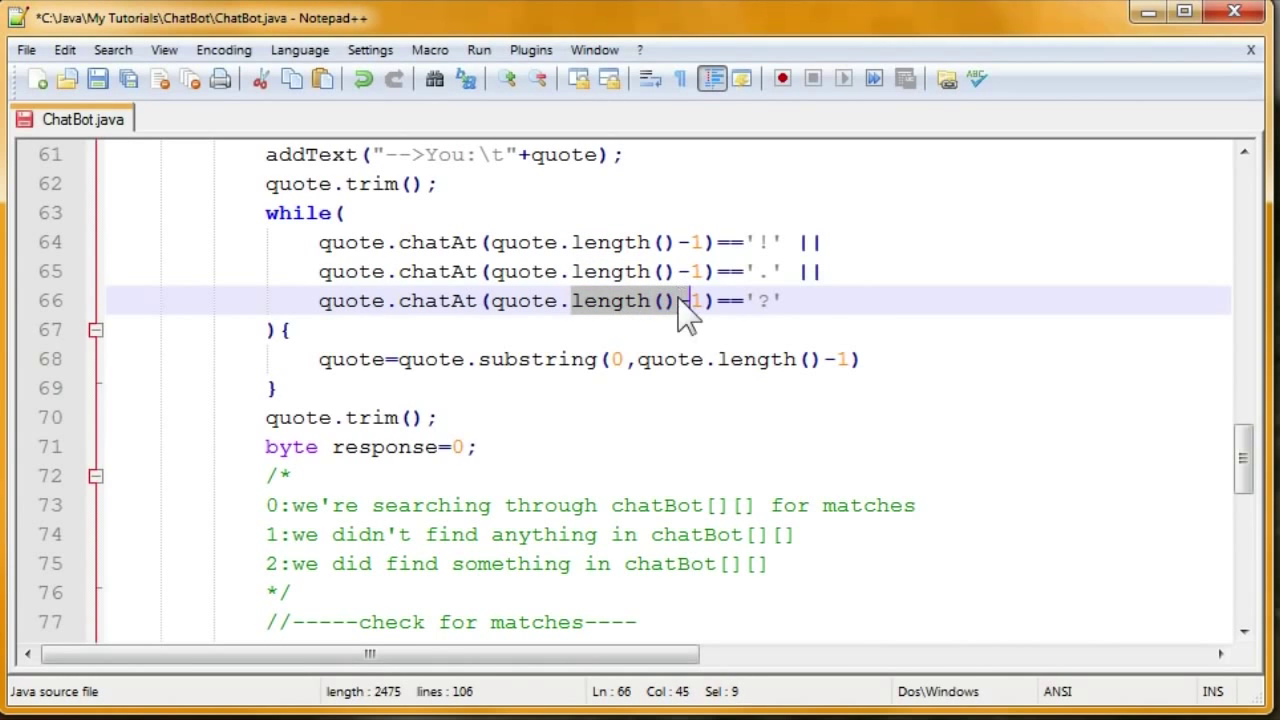 *C:\Java\My Tutorials\ChatBot\ChatBot.java - Notepad++
File Edit Search View Encoding Language Settings Macro Run Plugins Window ? X
ChatBot.java
61 addText("-->You:\t"+quote);
62 quote.trim();
63 while(
64 quote.chatAt(quote.length()-1)=='!' ||
65 quote.chatAt(quote.length()-1)=='.' ||
66 quote.chatAt(quote.length()-1)=='?'
67 ){
68 quote=quote.substring(0,quote.length()-1)
69 }
70 quote.trim();
71 byte response=0;
72 /*
73 0:we're searching through chatBot[][] for matches
74 1:we didn't find anything in chatBot[][]
75 2:we did find something in chatBot[][]
76 */
77 //-----check for matches----
Java source file length : 2475 lines : 106 Ln : 66 Col : 45 Sel : 9 Dos\Windows ANSI INS